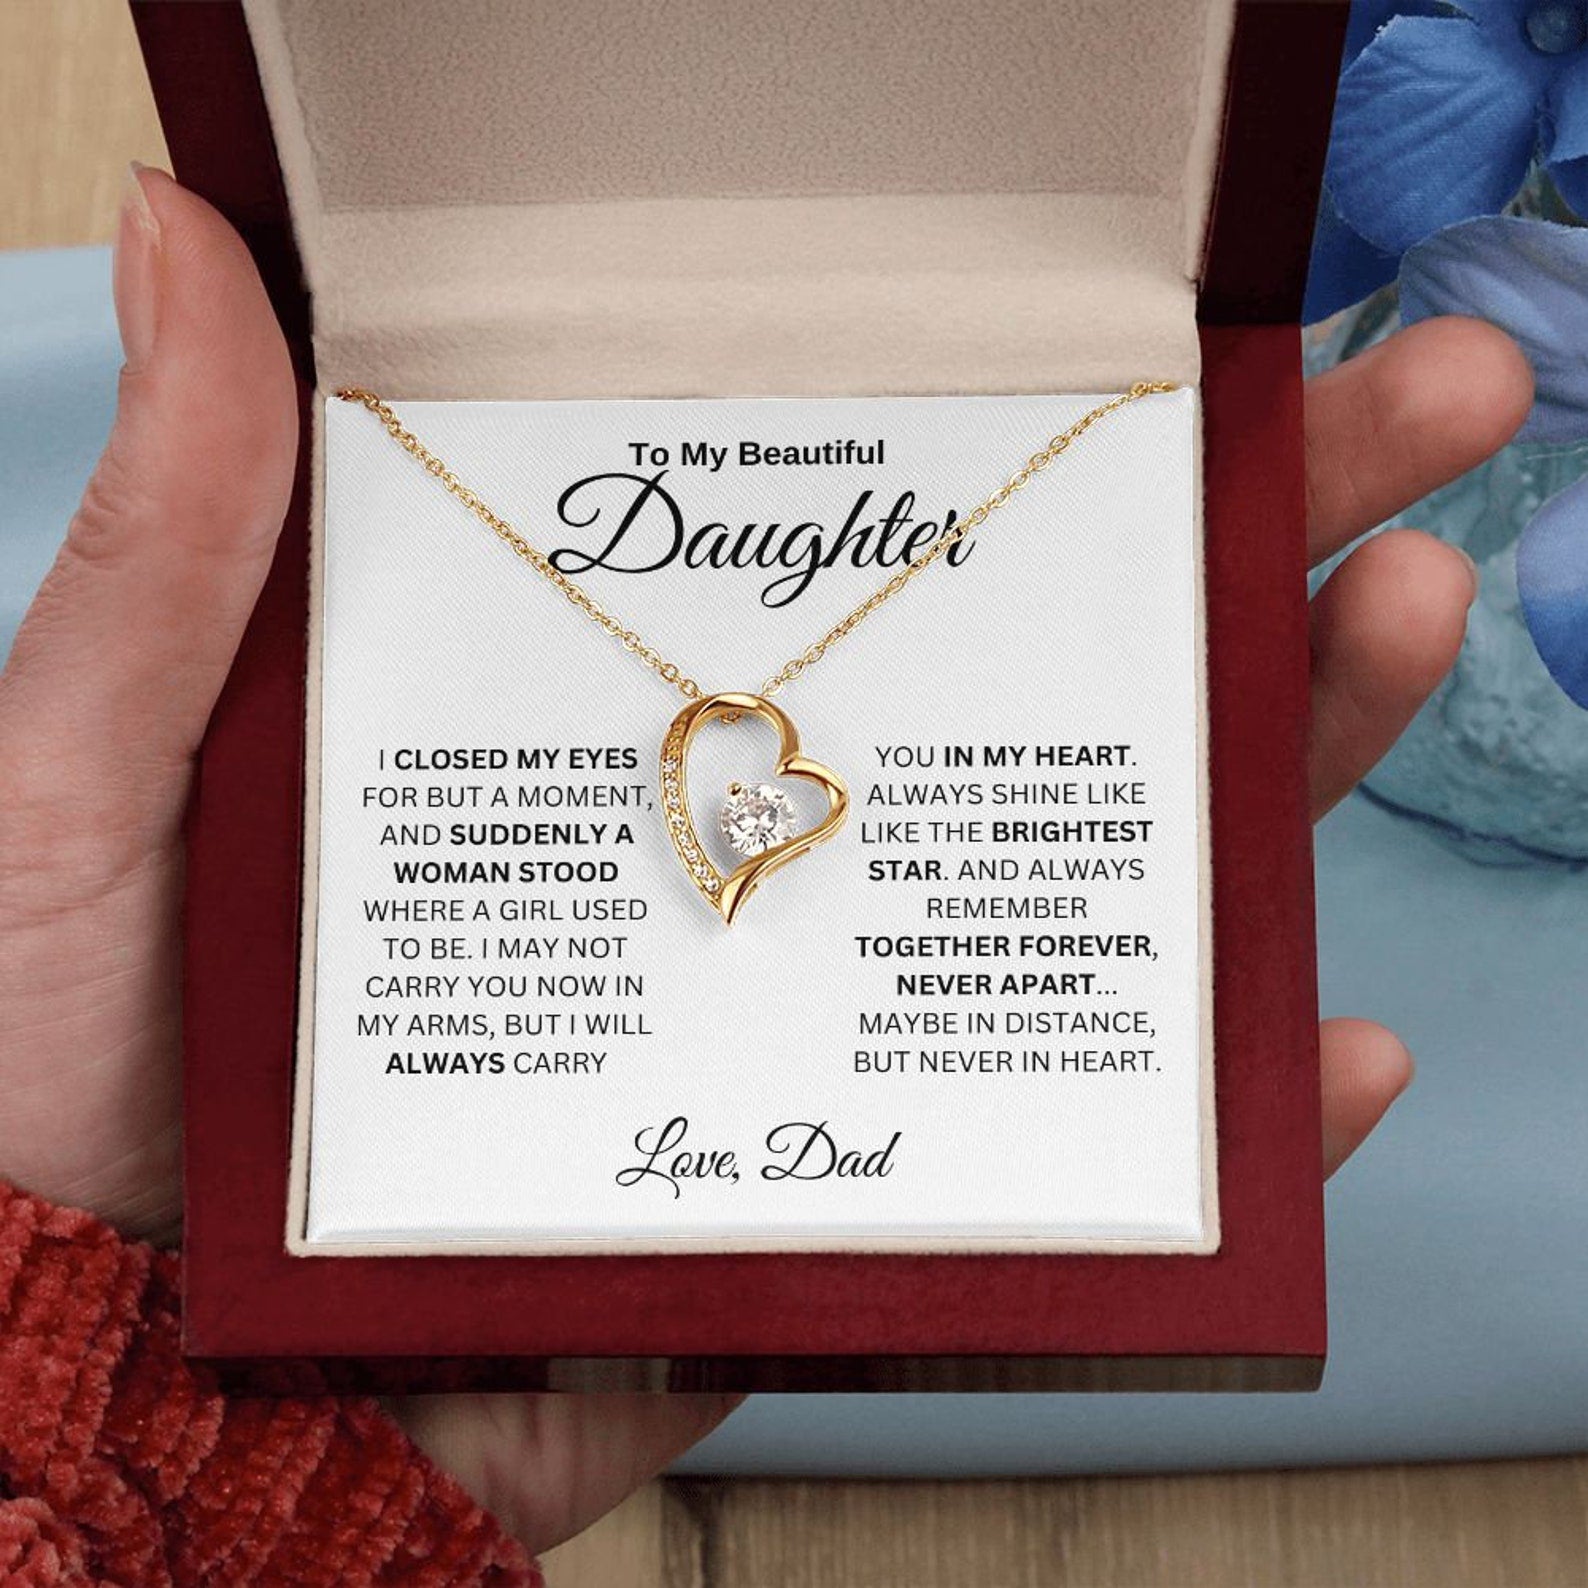 To My Beautiful
Daughter
I CLOSED MY EYES
FOR BUT A MOMENT,
AND SUDDENLY A
WOMAN STOOD
WHERE A GIRL USED
TO BE. I MAY NOT
CARRY YOU NOW IN
MY ARMS, BUT I WILL
ALWAYS CARRY
YOU IN MY HEART.
ALWAYS SHINE LIKE
LIKE THE BRIGHTEST
STAR. AND ALWAYS
REMEMBER
TOGETHER FOREVER,
NEVER APART...
MAYBE IN DISTANCE,
BUT NEVER IN HEART.
Love, Dad